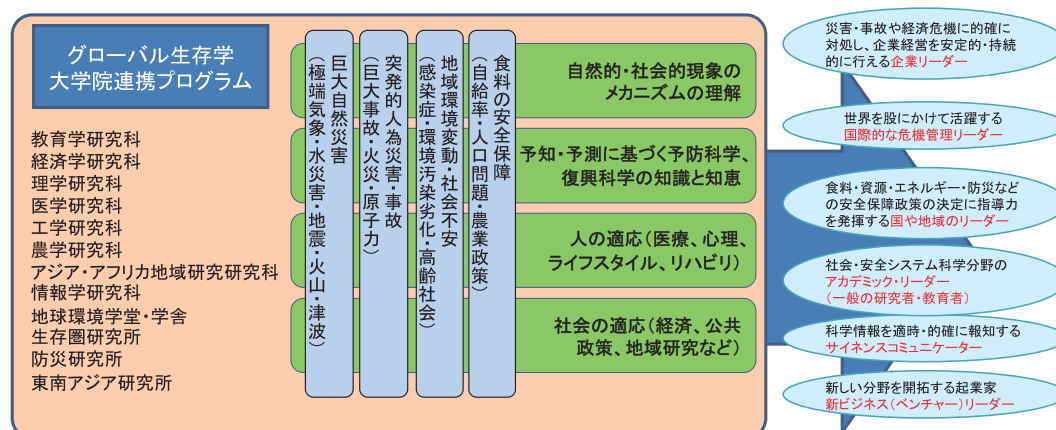 グローバル生存学
大学院連携プログラム
教育学研究科
経済学研究科
理学研究科
医学研究科
工学研究科
農学研究科
アジア・アフリカ地域研究研究科
情報学研究科
地球環境学堂・学舎
生存圏研究所
防災研究所
東南アジア研究所
巨大自然災害
(極端気象・水災害・地震・火山・津波)
突発的人為災害・事故
(巨大事故・火災・原子力)
地域環境変動・社会不安
(感染症・環境汚染劣化・高齢社会)
食料の安全保障
(自給率・人口問題・農業政策)
自然的・社会的現象の
メカニズムの理解
予知・予測に基づく予防科学、
復興科学の知識と知恵
人の適応(医療、心理、
ライフスタイル、リハビリ)
社会の適応(経済、公共
政策、地域研究など)
災害・事故や経済危機に的確に
対処し、企業経営を安定的・持続
的に行える企業リーダー
世界を股にかけて活躍する
国際的な危機管理リーダー
食料・資源・エネルギー・防災など
の安全保障政策の決定に指導力
を発揮する国や地域のリーダー
社会・安全システム科学分野の
アカデミック・リーダー
(一般の研究者・教育者)
科学情報を適時・的確に報知する
サイネンスコミュニケーター
新しい分野を開拓する起業家
新ビジネス(ベンチャー)リーダー